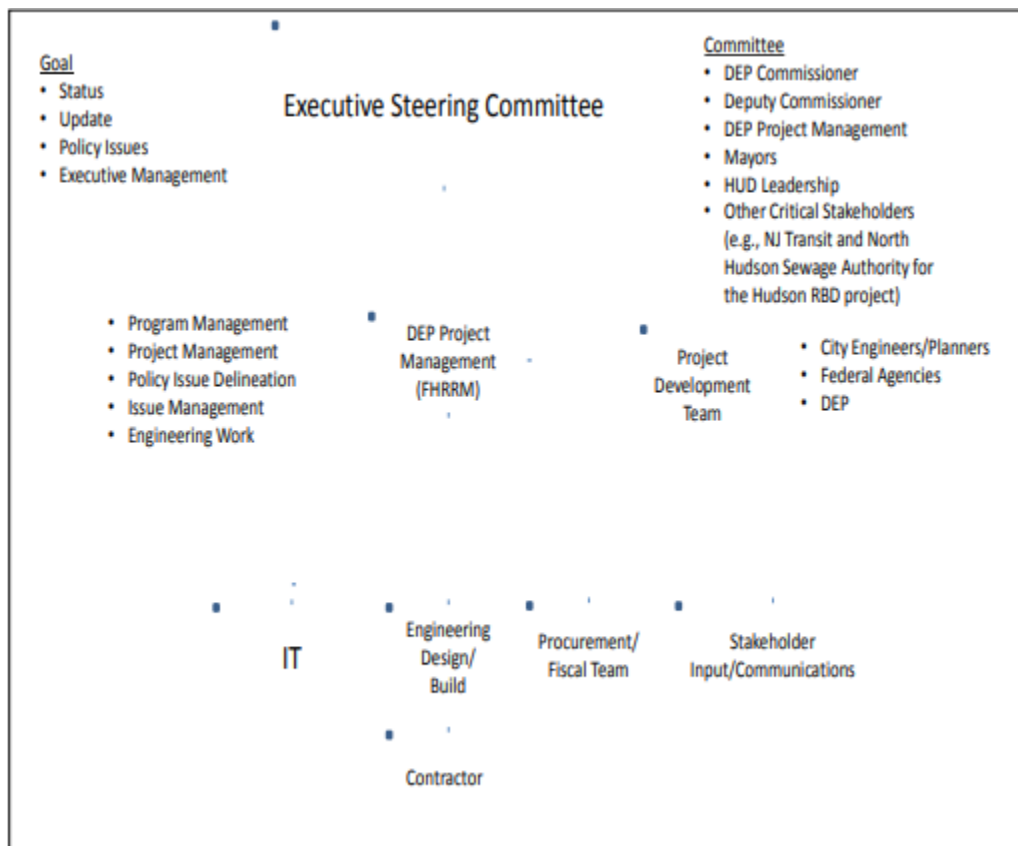 Goal
• Status
• Update
• Policy Issues
• Executive Management
Executive Steering Committee
Committee
• DEP Commissioner
• Deputy Commissioner
• DEP Project Management
• Mayors
• HUD Leadership
• Other Critical Stakeholders
(e.g., NJ Transit and North
Hudson Sewage Authority for
the Hudson RBD project)
• Program Management
• Project Management
• Policy Issue Delineation
• Issue Management
• Engineering Work
DEP Project
Management
(FHRRM)
Project
Development
Team
• City Engineers/Planners
• Federal Agencies
• DEP
IT
Engineering
Design/
Build
Procurement/
Fiscal Team
Stakeholder
Input/Communications
Contractor